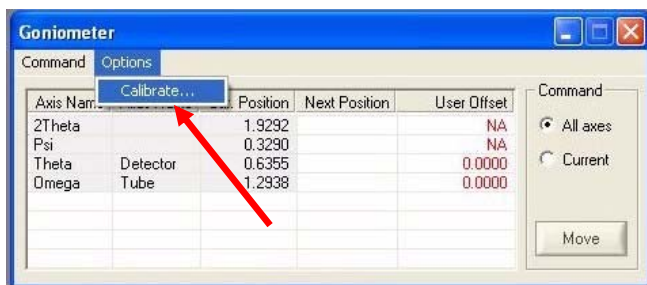 Goniometer
Command Options
Calibrate...
Axis Name Position Next Position User Offset
2Theta 1.9292 NA
Psi 0.3290 NA
Theta Detector 0.6355 0.0000
Omega Tube 1.2938 0.0000
Command
All axes
Current
Move